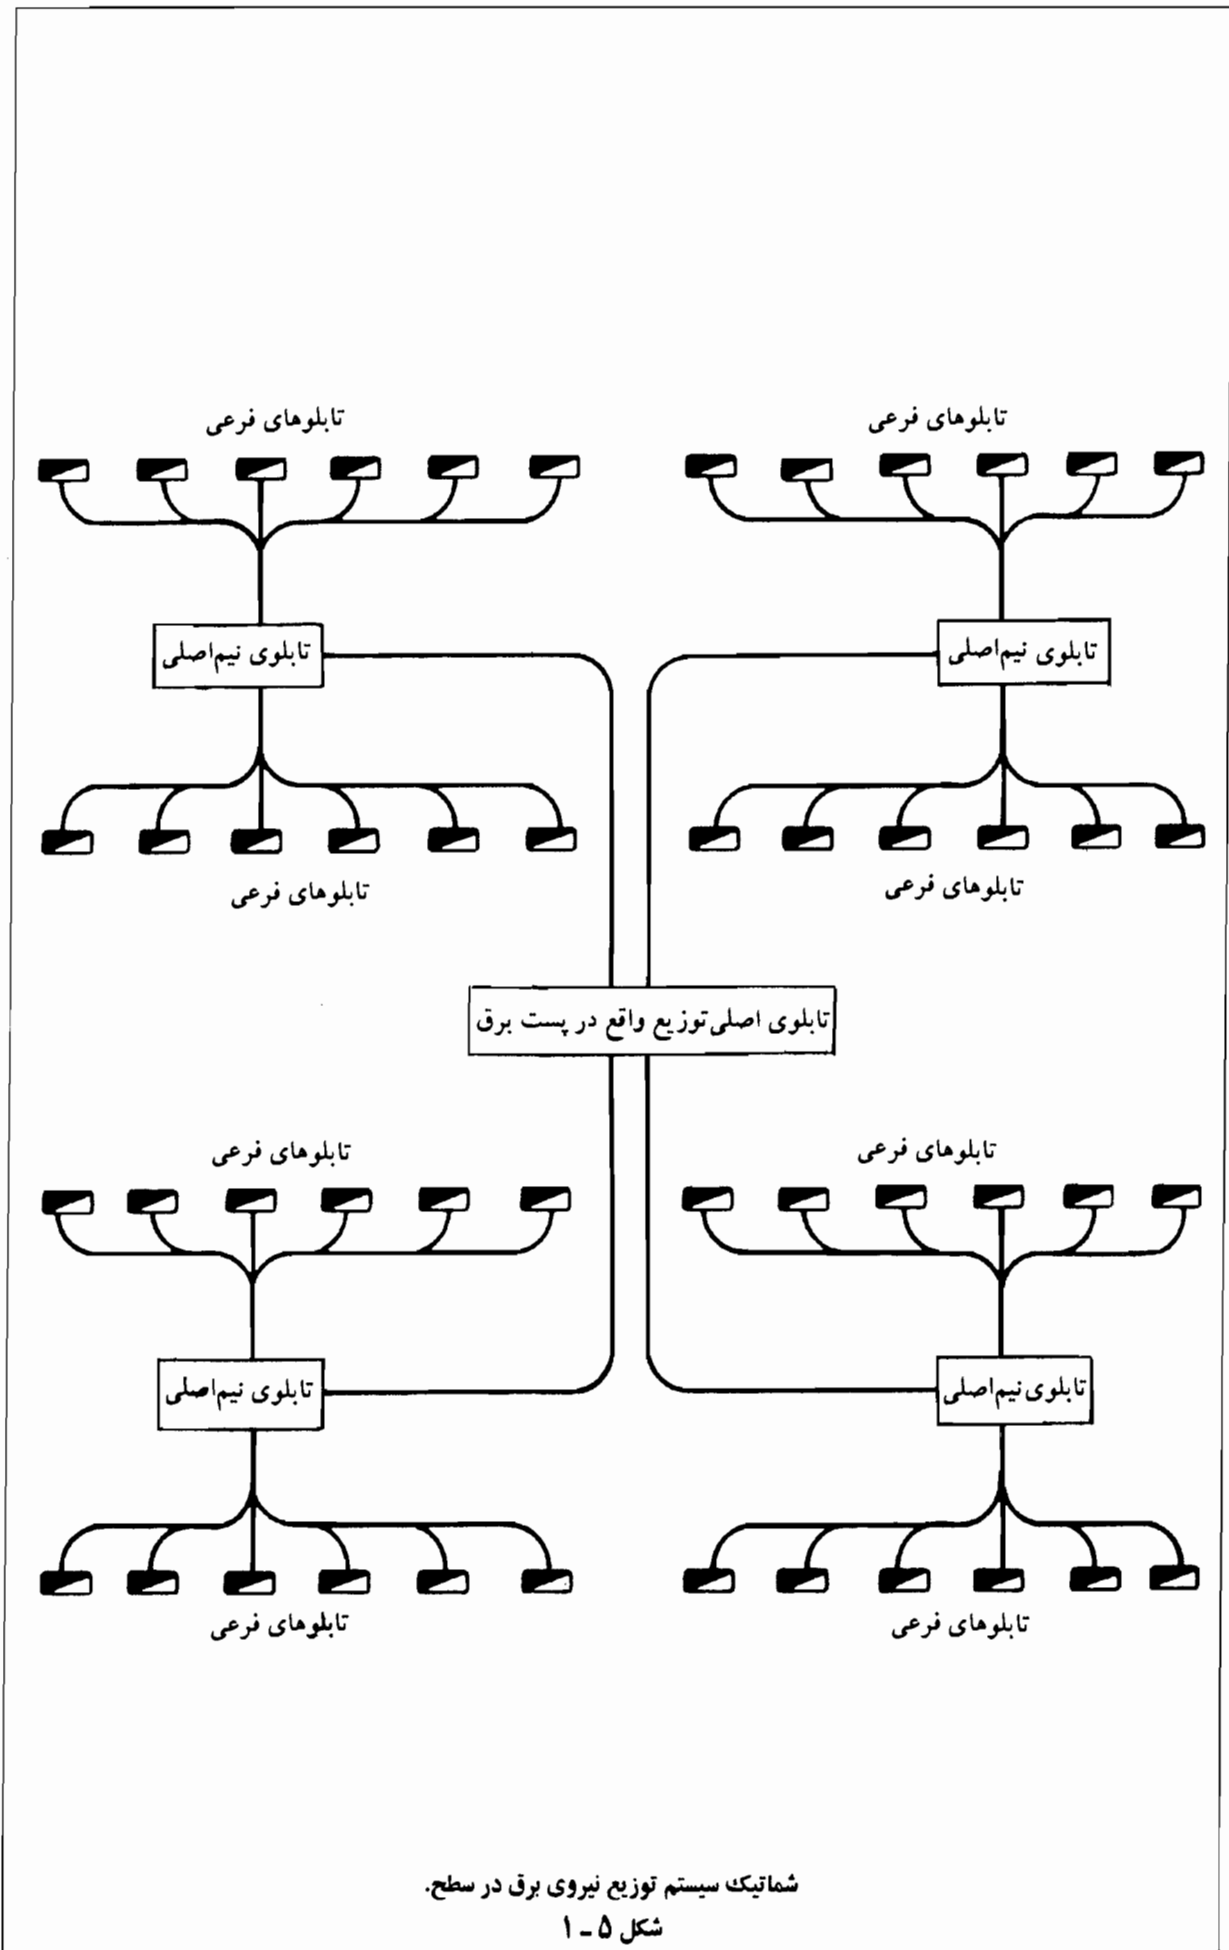 تابلوهای فرعی
تابلوهای فرعی
تابلوی نیم‌اصلی
تابلوی نیم‌اصلی
تابلوهای فرعی
تابلوهای فرعی
تابلوی اصلی توزیع واقع در پست برق
تابلوهای فرعی
تابلوهای فرعی
تابلوی نیم‌اصلی
تابلوی نیم‌اصلی
تابلوهای فرعی
تابلوهای فرعی
شماتیک سیستم توزیع نیروی برق در سطح.
شکل ۵ - ۱